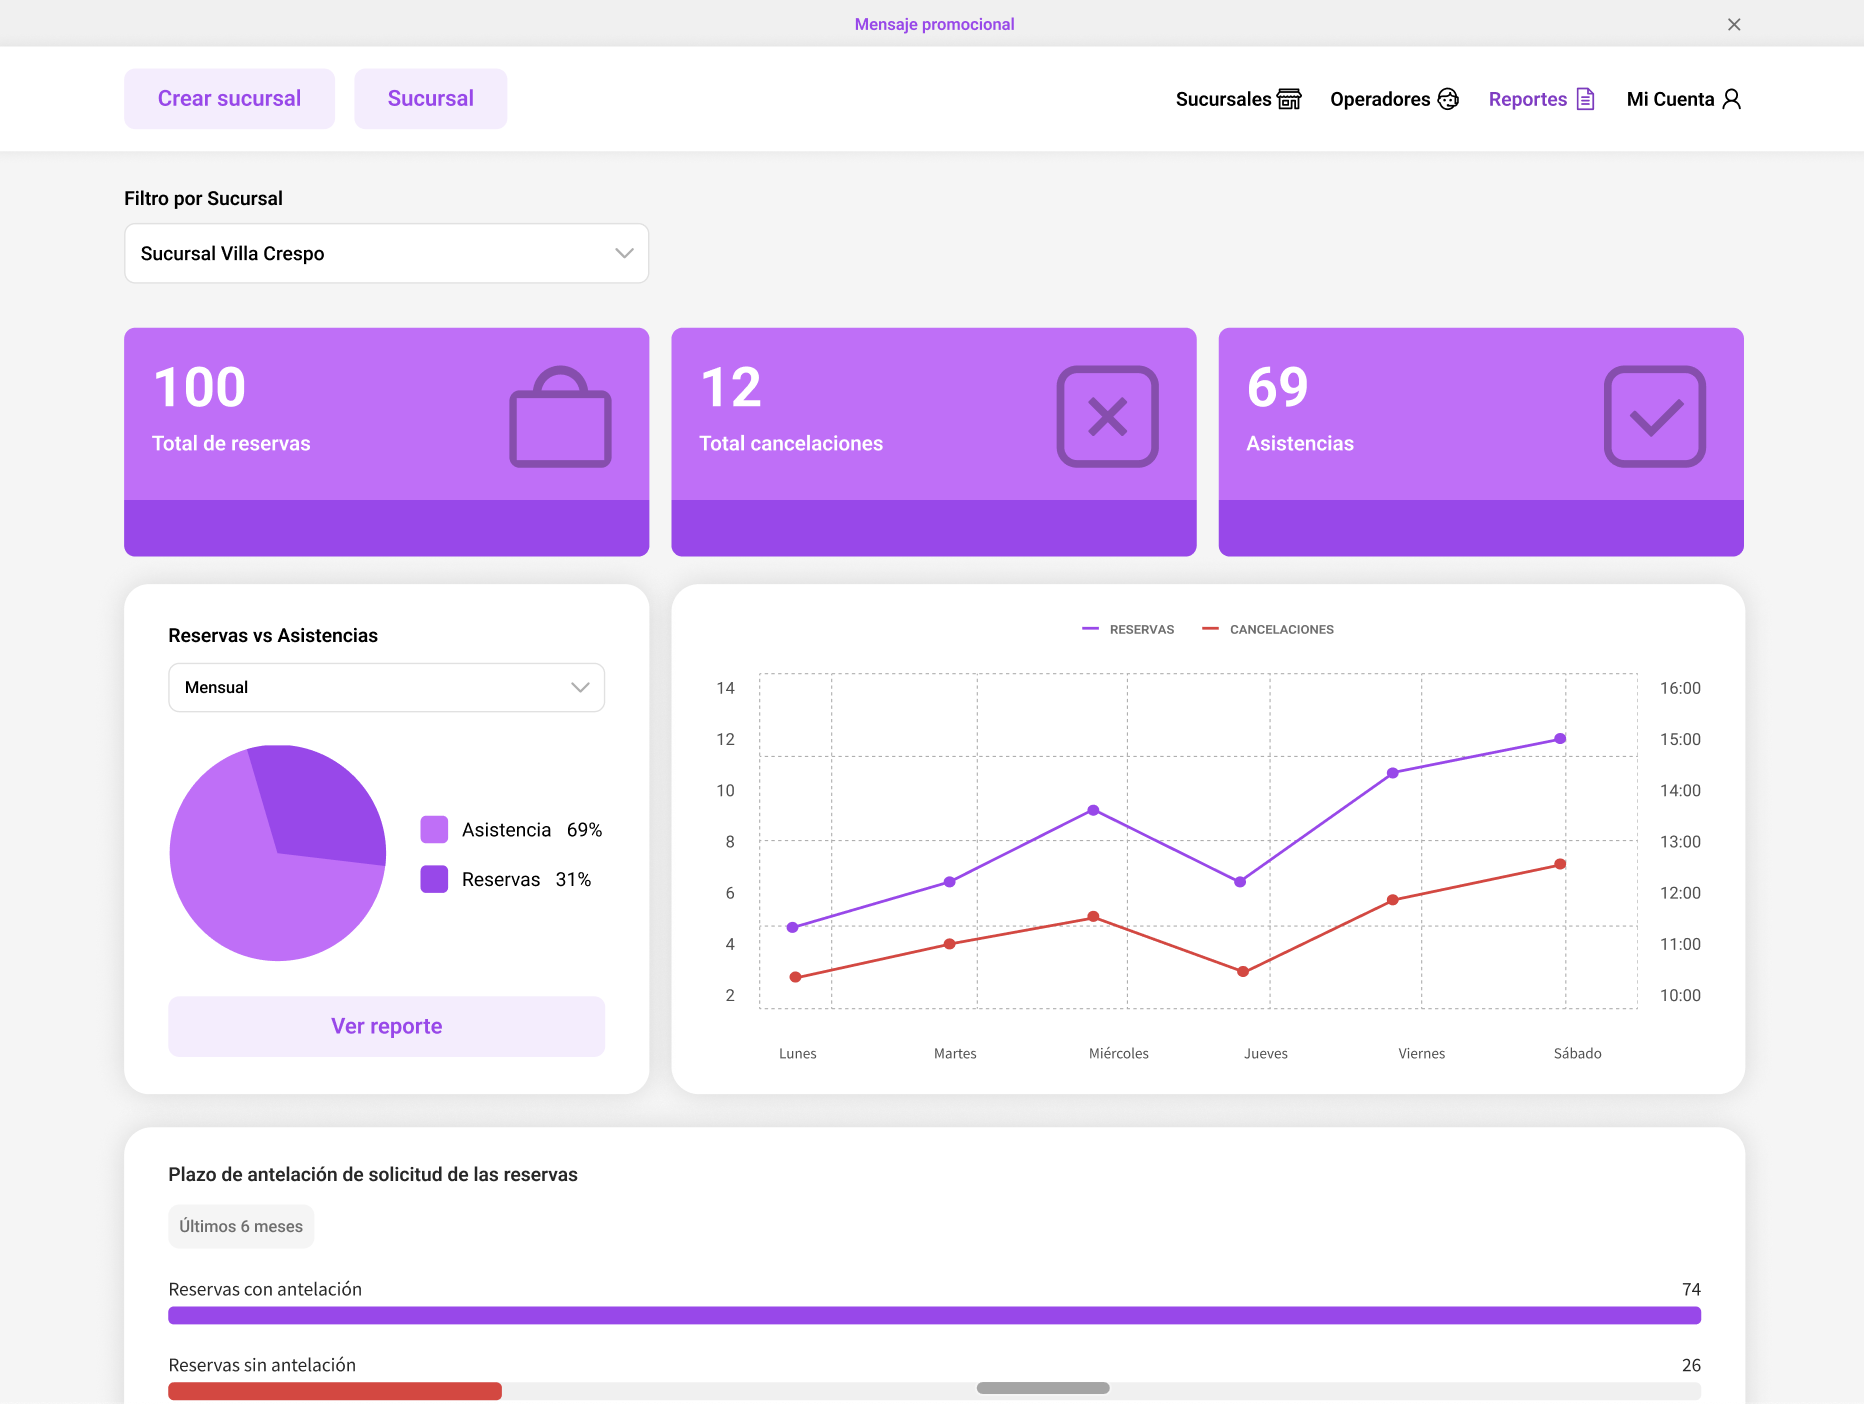 Mensaje promocional
Crear sucursal
Sucursal
Sucursales
Operadores
Reportes
Mi Cuenta
Filtro por Sucursal
Sucursal Villa Crespo
100
Total de reservas
12
Total cancelaciones
69
Asistencias
Reservas vs Asistencias
Mensual
Asistencia 69%
Reservas 31%
Ver reporte
RESERVAS
CANCELACIONES
14
12
10
8
6
4
2
16:00
15:00
14:00
13:00
12:00
11:00
10:00
Lunes
Martes
Miércoles
Jueves
Viernes
Sábado
Plazo de antelación de solicitud de las reservas
Últimos 6 meses
Reservas con antelación 74
Reservas sin antelación 26